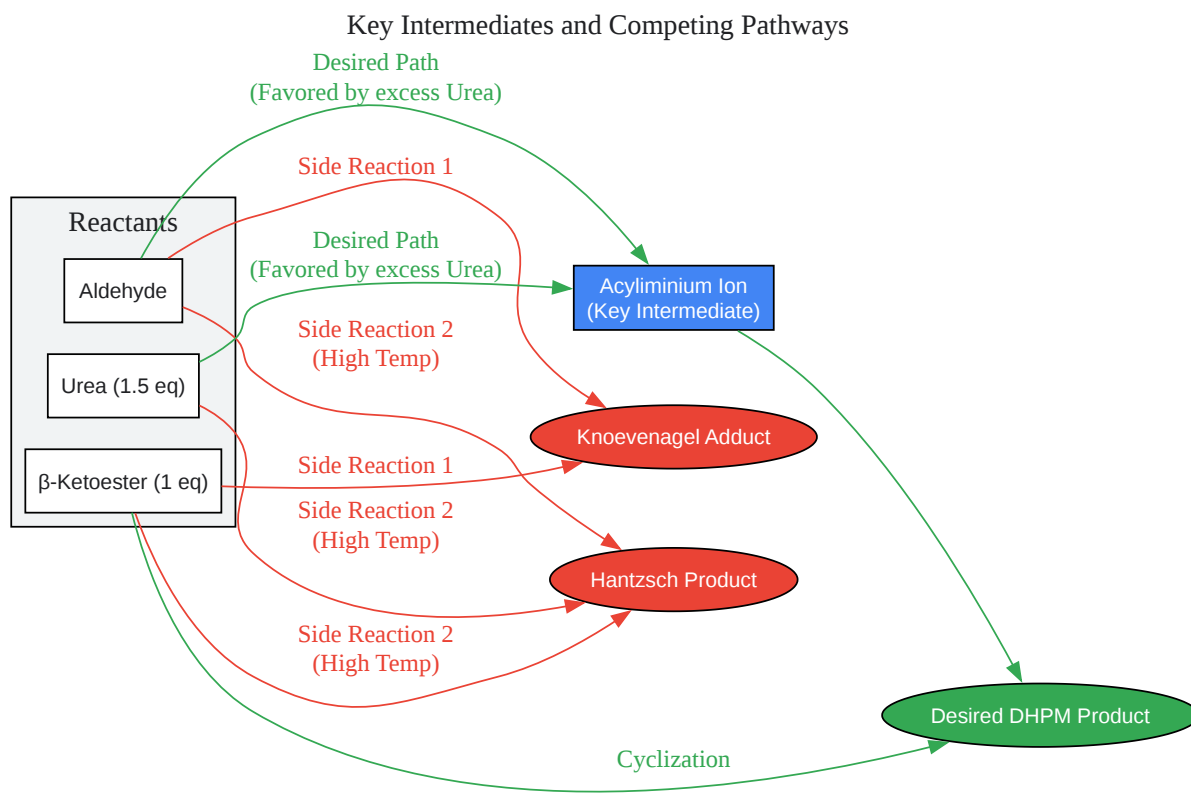 Key Intermediates and Competing Pathways
Desired Path
(Favored by excess Urea)
Side Reaction 1
Reactants
Desired Path
(Favored by excess Urea)
Aldehyde
Acyliminium Ion
(Key Intermediate)
Side Reaction 2
(High Temp)
Urea (1.5 eq)
Knoevenagel Adduct
β-Ketoester (1 eq)
Side Reaction 1
Side Reaction 2
(High Temp)
Hantzsch Product
Side Reaction 2
(High Temp)
Desired DHPM Product
Cyclization